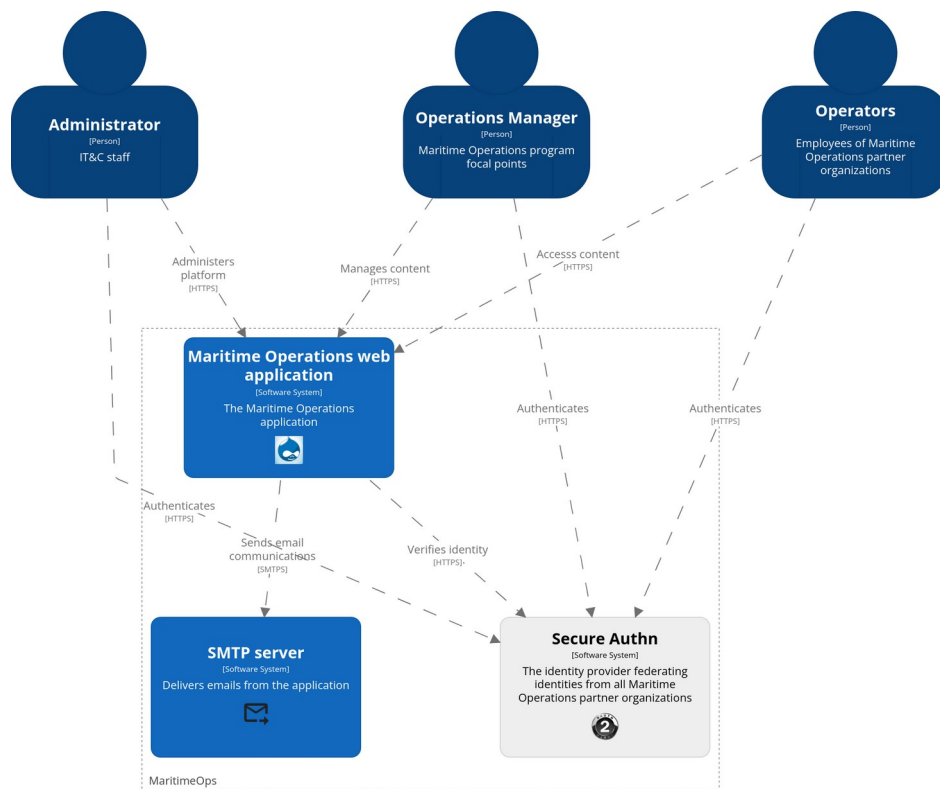 Administrator
[Person]
IT&C staff
Operations Manager
[Person]
Maritime Operations program
focal points
Operators
[Person]
Employees of Maritime
Operations partner
organizations
Administers
platform
[HTTPS]
Manages content
[HTTPS]
Accesss content
[HTTPS]
Maritime Operations web
application
[Software System]
The Maritime Operations
application
Authenticates
[HTTPS]
Authenticates
[HTTPS]
Authenticates
[HTTPS]
Sends email
communications
[SMTPS]
Verifies identity
[HTTPS]
SMTP server
[Software System]
Delivers emails from the application
Secure Authn
[Software System]
The identity provider federating
identities from all Maritime
Operations partner organizations
2
MaritimeOps